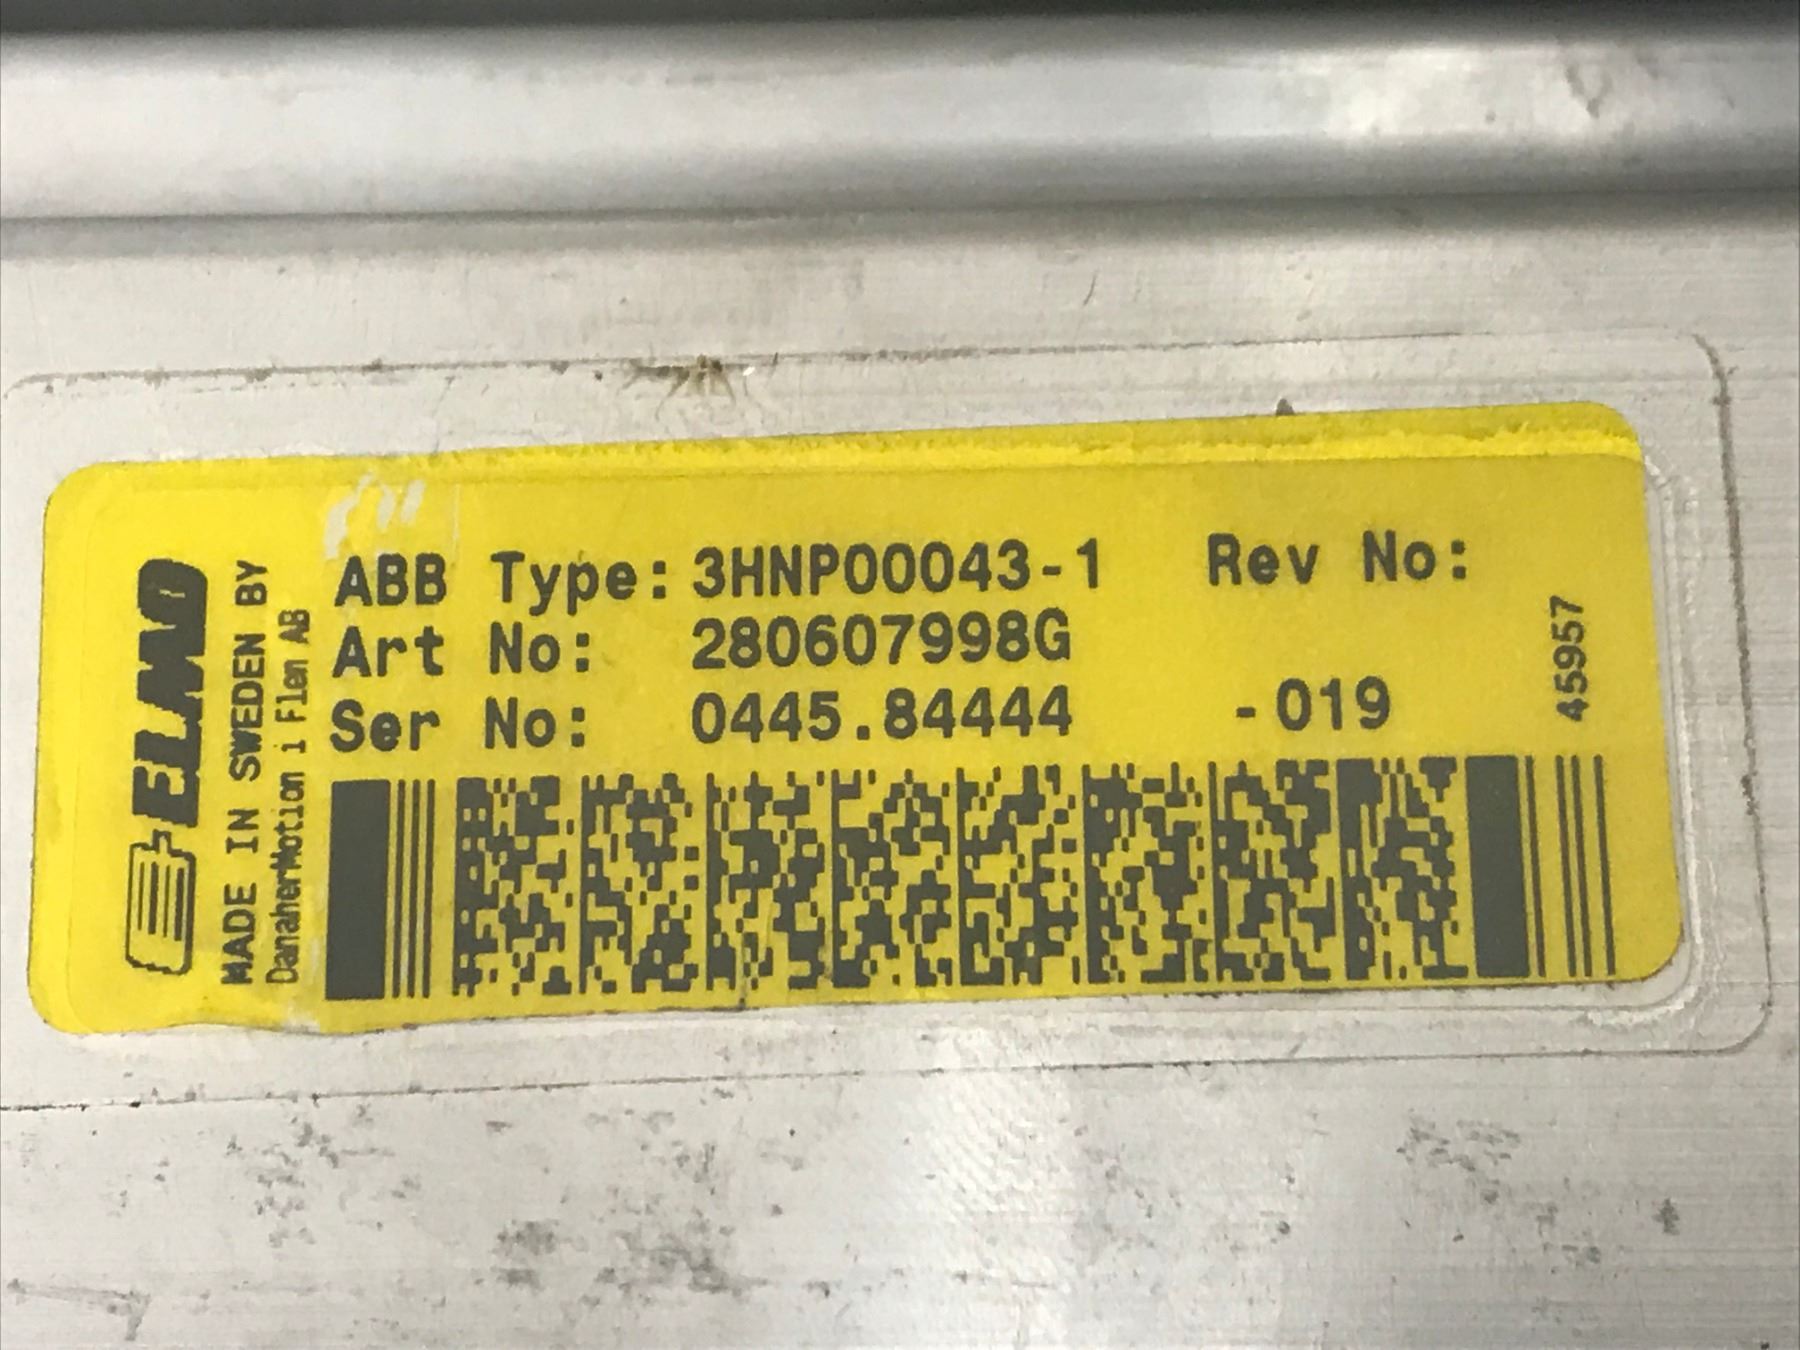 ELMO
MADE IN SWEDEN BY
DanaherMotion i Flen AB
ABB Type: 3HNP00043-1 Rev No:
Art No: 280607998G
Ser No: 0445.84444 -019
45957